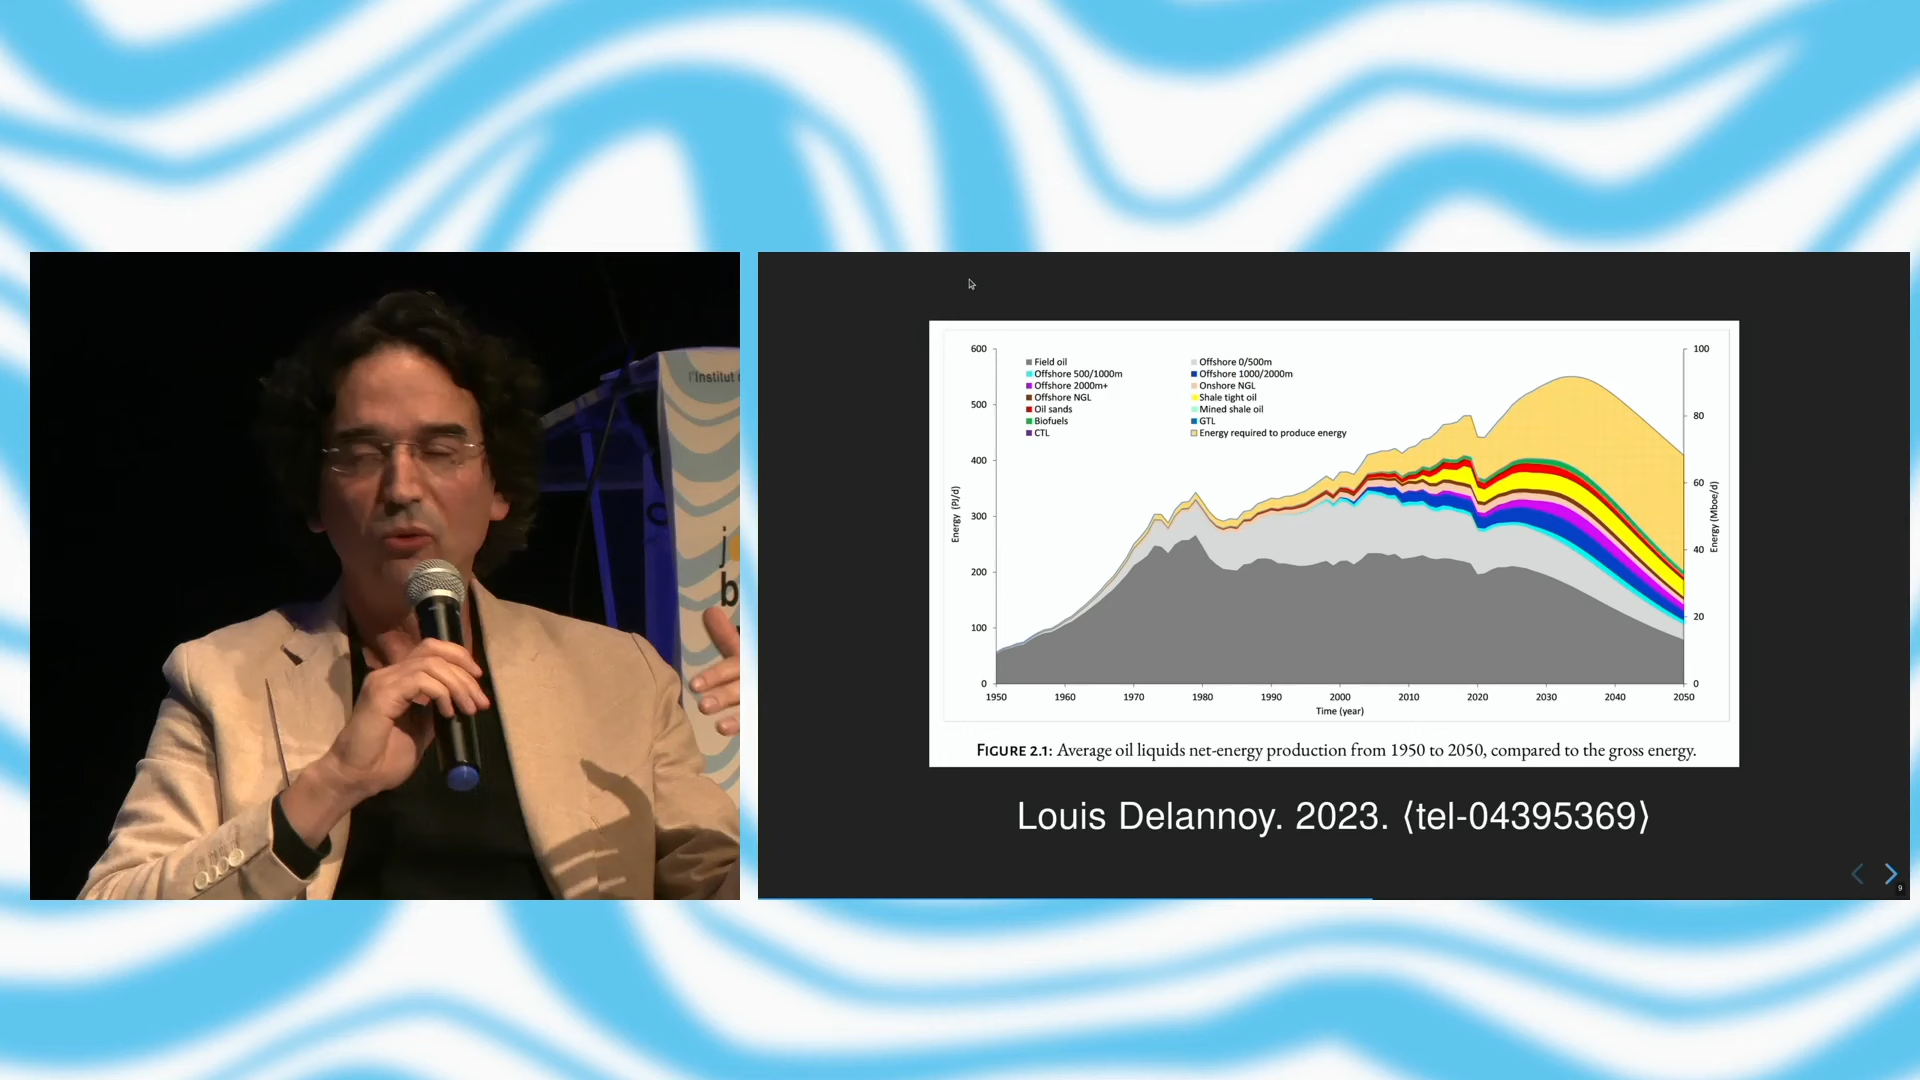 l'Institut
j
b
600
500
400
300
200
100
0
Energy (PJ/d)
Field oil
Offshore 0/500m
Offshore 500/1000m
Offshore 1000/2000m
Offshore 2000m+
Onshore NGL
Offshore NGL
Shale tight oil
Oil sands
Mined shale oil
Biofuels
GTL
CTL
Energy required to produce energy
100
80
60
40
20
0
Energy (Mboe/d)
1950 1960 1970 1980 1990 2000 2010 2020 2030 2040 2050
Time (year)
FIGURE 2.1: Average oil liquids net-energy production from 1950 to 2050, compared to the gross energy.
Louis Delannoy. 2023. ⟨tel-04395369⟩
9